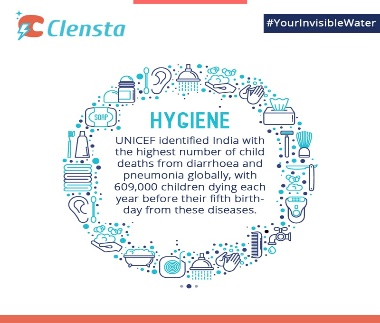 Clensta
#YourInvisibleWater
SOAP
HYGIENE
UNICEF identified India with
the highest number of child
deaths from diarrhoea and
pneumonia globally, with
609,000 children dying each
year before their fifth birth-
day from these diseases.